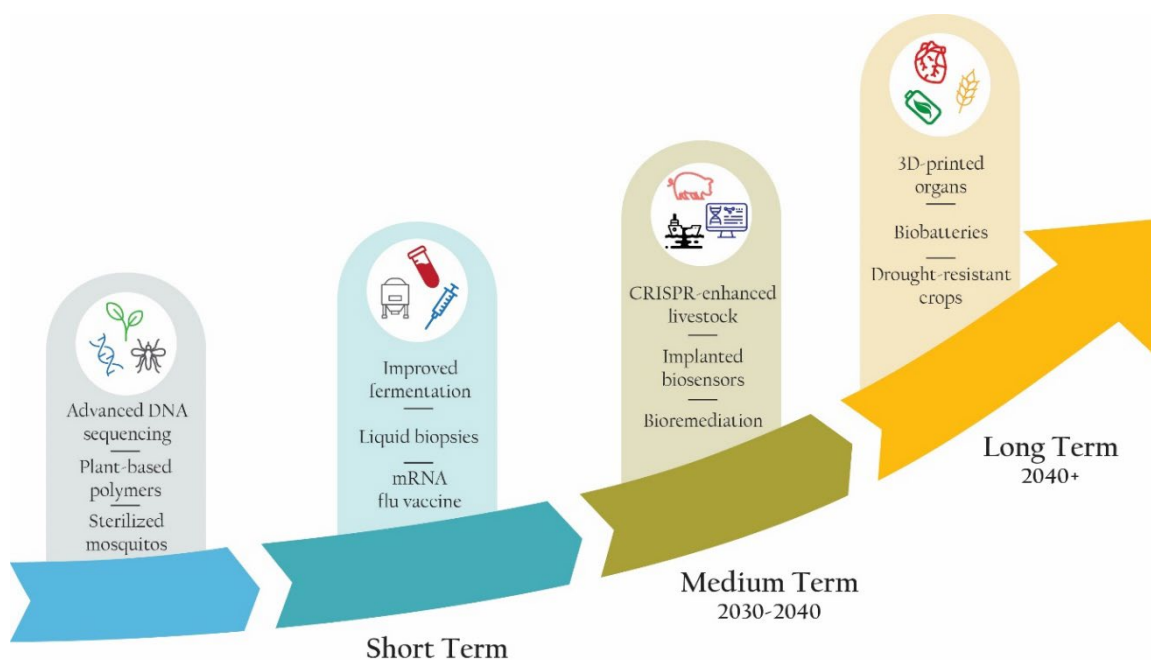 Advanced DNA
sequencing
Plant-based
polymers
Sterilized
mosquitos
Improved
fermentation
Liquid biopsies
mRNA
flu vaccine
Short Term
CRISPR-enhanced
livestock
Implanted
biosensors
Bioremediation
Medium Term
2030-2040
3D-printed
organs
Biobatteries
Drought-resistant
crops
Long Term
2040+